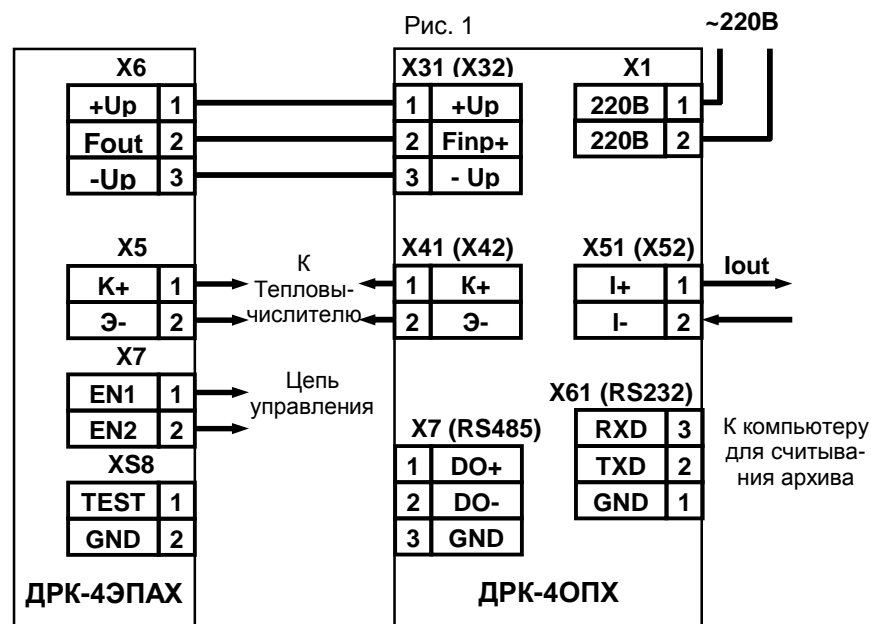 Рис. 1
~220В
X6
+Up 1
Fout 2
-Up 3
X5
K+ 1
Э- 2
X7
EN1 1
EN2 2
XS8
TEST 1
GND 2
ДРК-4ЭПАХ
К
Тепловы-
числителю
Цепь
управления
X31 (X32)
1 +Up
2 Finp+
3 - Up
X41 (X42)
1 К+
2 Э-
X7 (RS485)
1 DO+
2 DO-
3 GND
X1
220В 1
220В 2
X51 (X52)
I+ 1
I- 2
Iout
X61 (RS232)
RXD 3
TXD 2
GND 1
К компьютеру
для считыва-
ния архива
ДРК-4ОПХ